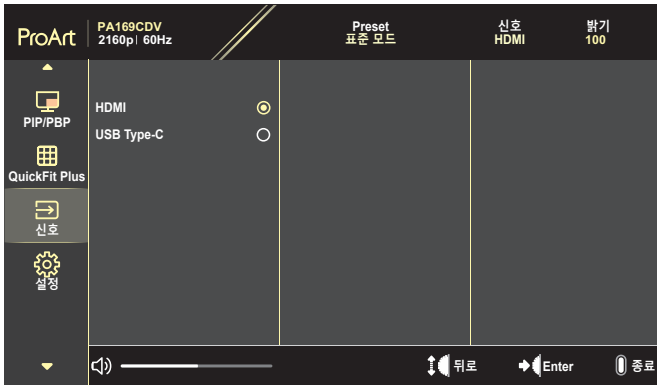 ProArt
PA169CDV
2160p| 60Hz
Preset
표준 모드
신호
HDMI
밝기
100
PIP/PBP
QuickFit Plus
신호
설정
HDMI
USB Type-C
뒤로
Enter
종료